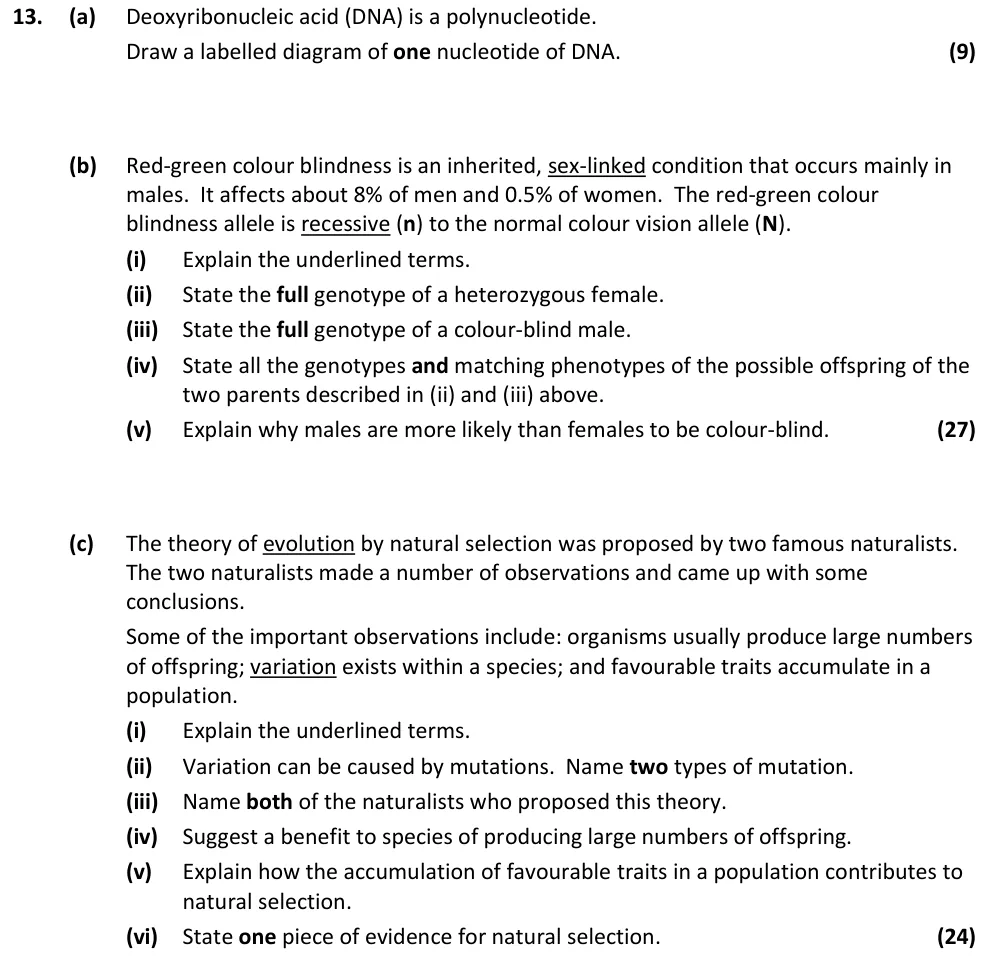 13. (a) Deoxyribonucleic acid (DNA) is a polynucleotide.
Draw a labelled diagram of one nucleotide of DNA. (9)
(b) Red-green colour blindness is an inherited, sex-linked condition that occurs mainly in
males. It affects about 8% of men and 0.5% of women. The red-green colour
blindness allele is recessive (n) to the normal colour vision allele (N).
(i) Explain the underlined terms.
(ii) State the full genotype of a heterozygous female.
(iii) State the full genotype of a colour-blind male.
(iv) State all the genotypes and matching phenotypes of the possible offspring of the
two parents described in (ii) and (iii) above.
(v) Explain why males are more likely than females to be colour-blind. (27)
(c) The theory of evolution by natural selection was proposed by two famous naturalists.
The two naturalists made a number of observations and came up with some
conclusions.
Some of the important observations include: organisms usually produce large numbers
of offspring; variation exists within a species; and favourable traits accumulate in a
population.
(i) Explain the underlined terms.
(ii) Variation can be caused by mutations. Name two types of mutation.
(iii) Name both of the naturalists who proposed this theory.
(iv) Suggest a benefit to species of producing large numbers of offspring.
(v) Explain how the accumulation of favourable traits in a population contributes to
natural selection.
(vi) State one piece of evidence for natural selection. (24)